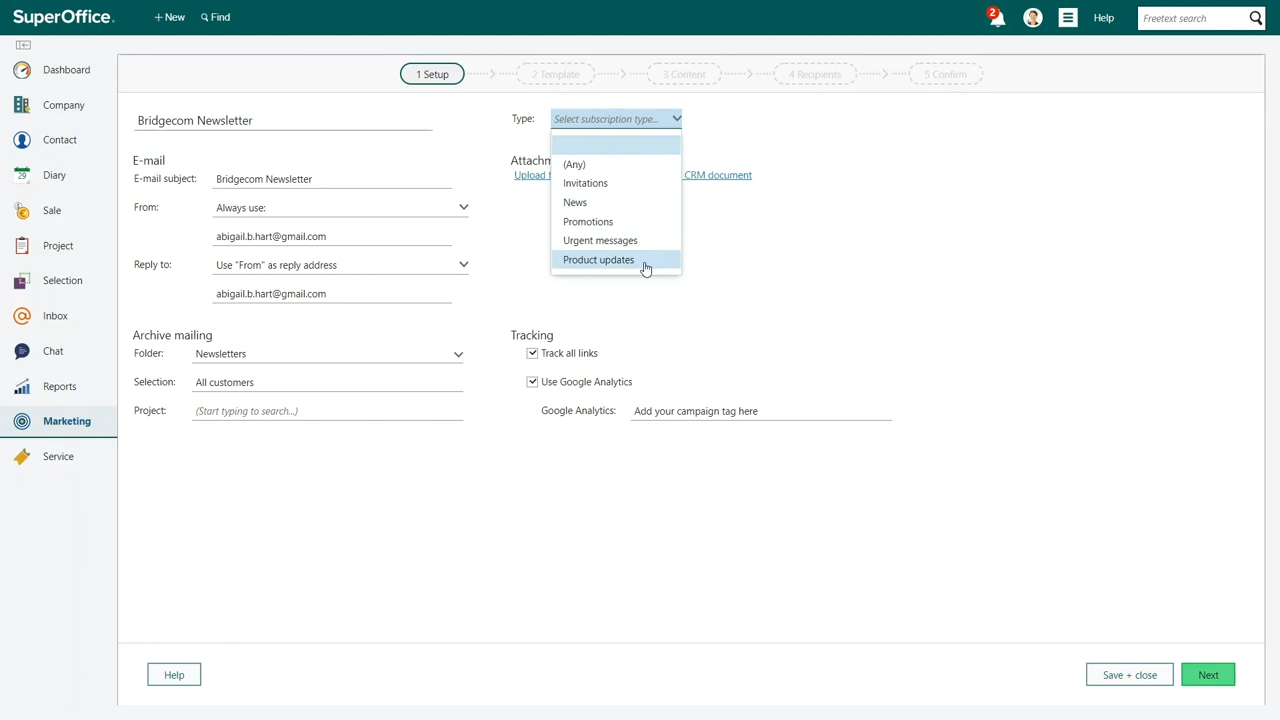 SuperOffice.
+ New
Find
2
Help
Freetext search
Dashboard
Company
Contact
29
Diary
Sale
Project
Selection
Inbox
Chat
Reports
Marketing
Service
1 Setup
2 Template
3 Content
4 Recipients
5 Confirm
Bridgecom Newsletter
Type:
Select subscription type...
(Any)
Invitations
News
Promotions
Urgent messages
Product updates
E-mail
E-mail subject:
Bridgecom Newsletter
From:
Always use:
abigail.b.hart@gmail.com
Reply to:
Use "From" as reply address
abigail.b.hart@gmail.com
Attachm
Upload f
CRM document
Archive mailing
Folder:
Newsletters
Selection:
All customers
Project:
(Start typing to search...)
Tracking
Track all links
Use Google Analytics
Google Analytics:
Add your campaign tag here
Help
Save + close
Next